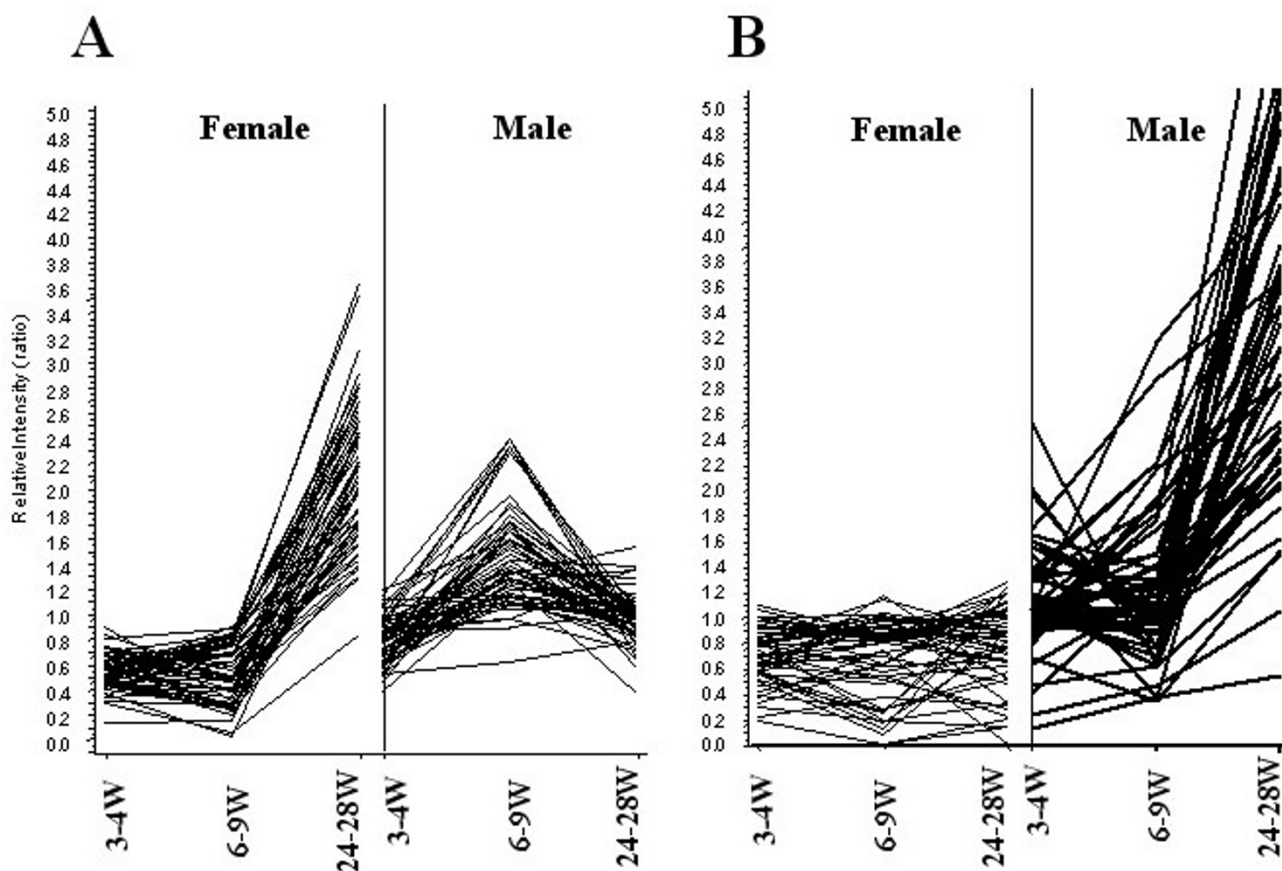 A
B
Female
Male
Female
Male
Relative Intensity (ratio)
5.0
4.8
4.6
4.4
4.2
4.0
3.8
3.6
3.4
3.2
3.0
2.8
2.6
2.4
2.2
2.0
1.8
1.6
1.4
1.2
1.0
0.8
0.6
0.4
0.2
0.0
3-4W
6-9W
24-28W
3-4W
6-9W
24-28W
5.0
4.8
4.6
4.4
4.2
4.0
3.8
3.6
3.4
3.2
3.0
2.8
2.6
2.4
2.2
2.0
1.8
1.6
1.4
1.2
1.0
0.8
0.6
0.4
0.2
0.0
3-4W
6-9W
24-28W
3-4W
6-9W
24-28W